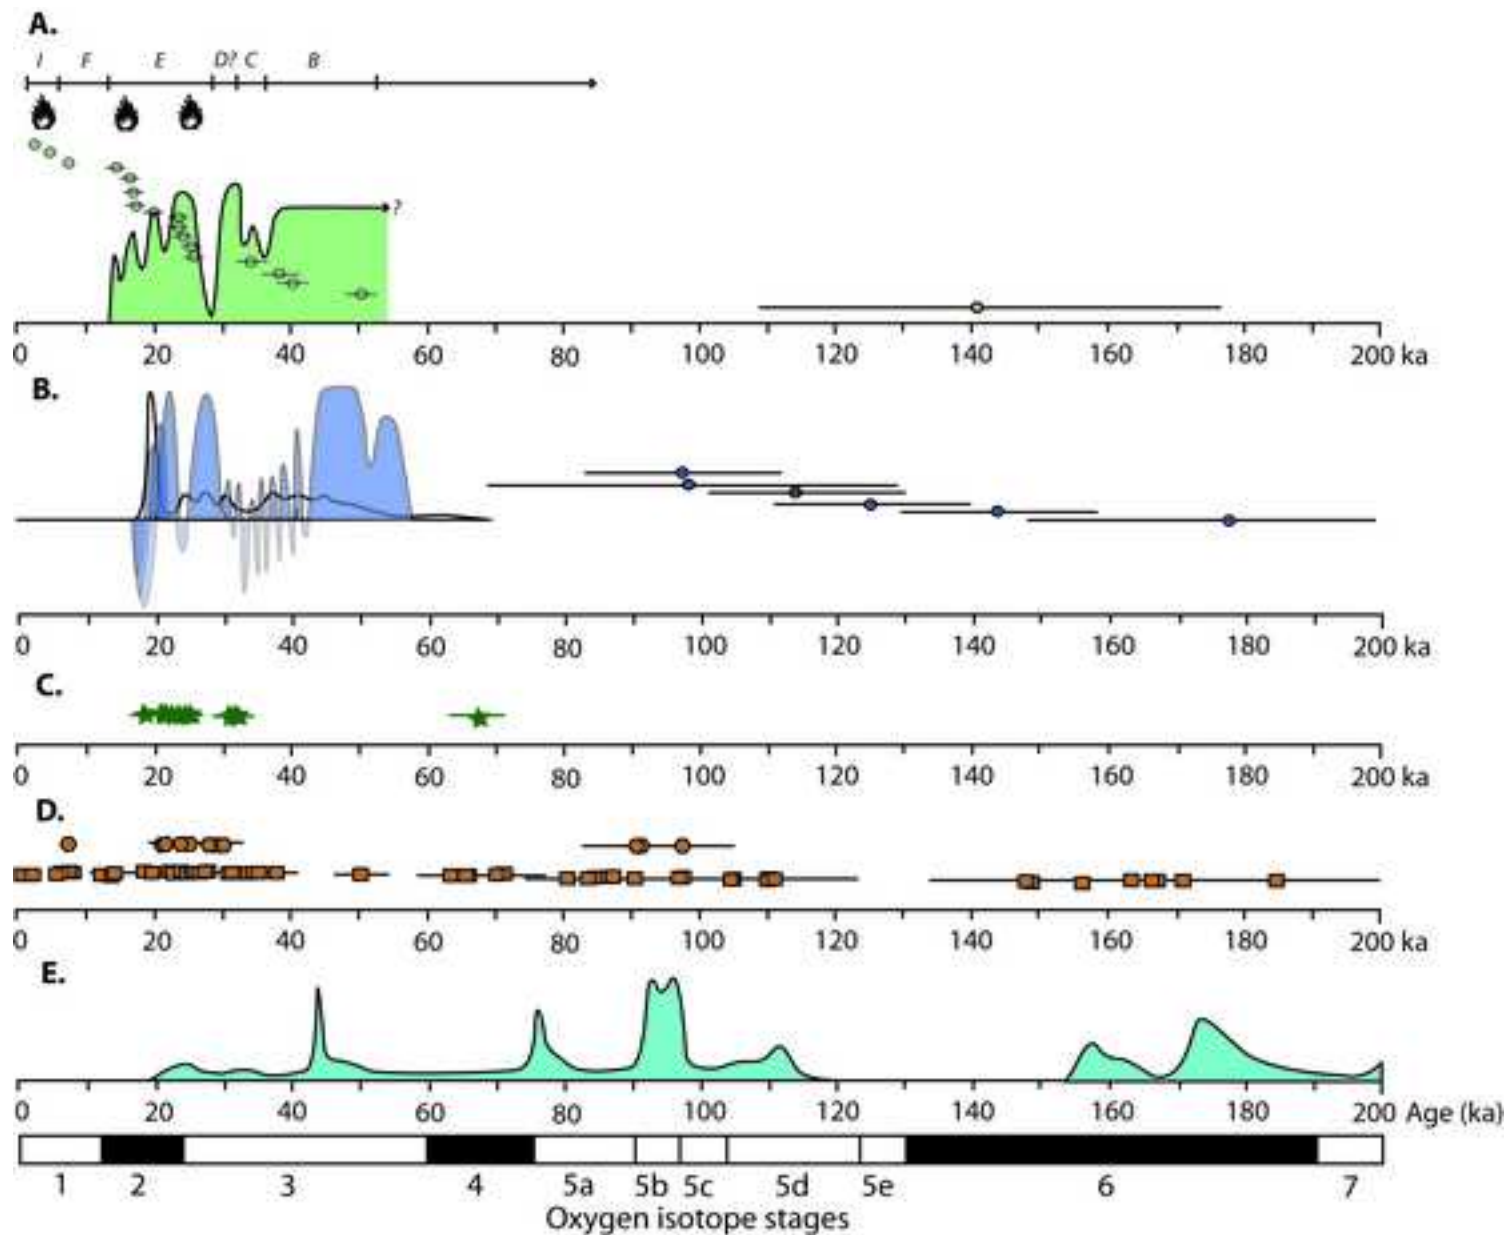 A.
I F E D? C B
?
0 20 40 60 80 100 120 140 160 180 200 ka
B.
0 20 40 60 80 100 120 140 160 180 200 ka
C.
0 20 40 60 80 100 120 140 160 180 200 ka
D.
0 20 40 60 80 100 120 140 160 180 200 ka
E.
0 20 40 60 80 100 120 140 160 180 200 Age (ka)
1 2 3 4 5a 5b 5c 5d 5e 6 7
Oxygen isotope stages